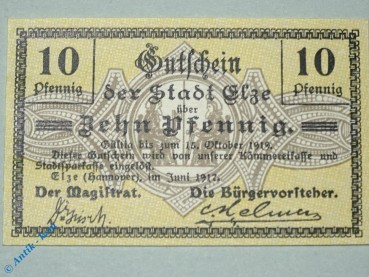 10 Gutschein 10
Pfennig der Stadt Elze Pfennig
über
Zehn Pfennig.
Gültig bis zum 15. Oktober 1919.
Dieser Gutschein wird von unserer Kämmereikasse und
Stadtsparkasse eingelöst.
Elze (Hannover), im Juni 1917.
Der Magistrat. Die Bürgervorsteher.